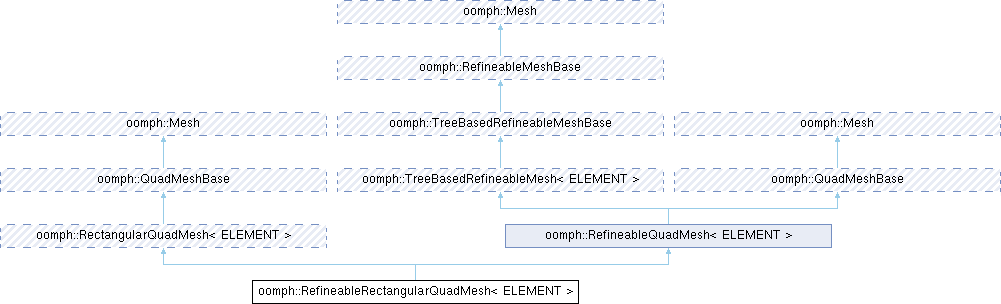 oomph::Mesh
oomph::RefineableMeshBase
oomph::Mesh
oomph::TreeBasedRefineableMeshBase
oomph::Mesh
oomph::QuadMeshBase
oomph::TreeBasedRefineableMesh< ELEMENT >
oomph::QuadMeshBase
oomph::RectangularQuadMesh< ELEMENT >
oomph::RefineableQuadMesh< ELEMENT >
oomph::RefineableRectangularQuadMesh< ELEMENT >